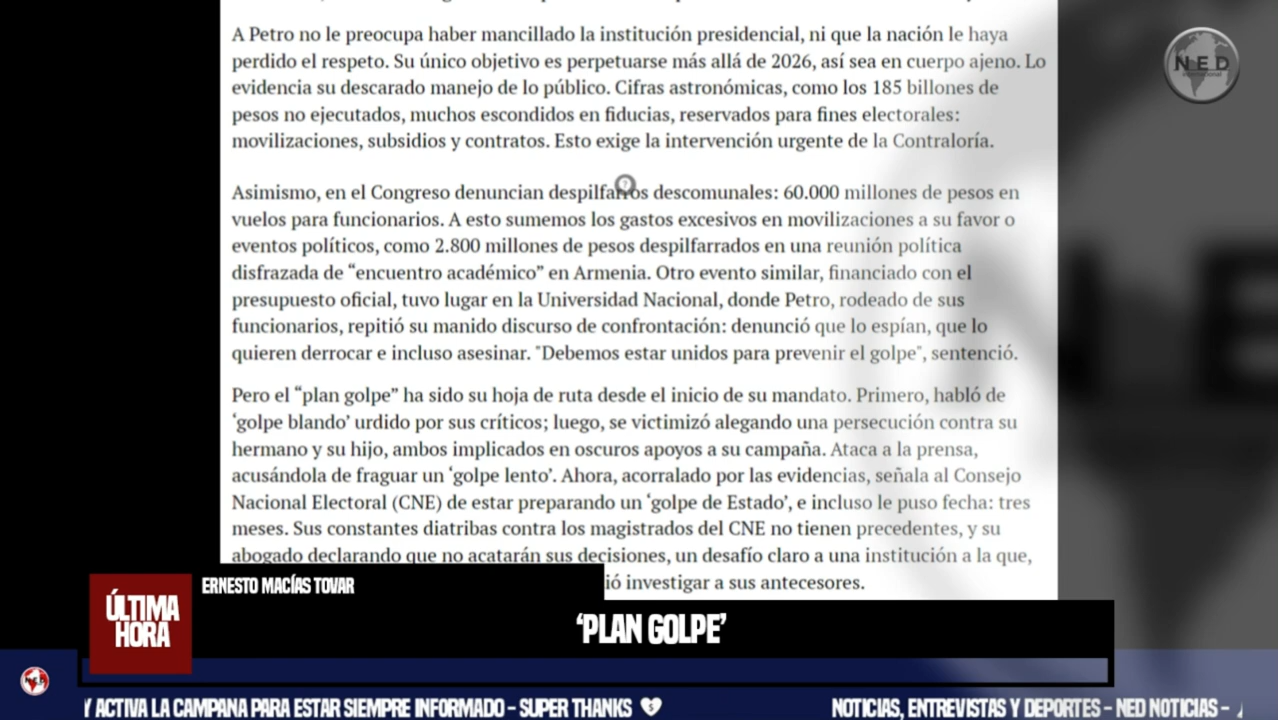 A Petro no le preocupa haber mancillado la institución presidencial, ni que la nación le haya
perdido el respeto. Su único objetivo es perpetuarse más allá de 2026, así sea en cuerpo ajeno. Lo
evidencia su descarado manejo de lo público. Cifras astronómicas, como los 185 billones de
pesos no ejecutados, muchos escondidos en fiducias, reservados para fines electorales:
movilizaciones, subsidios y contratos. Esto exige la intervención urgente de la Contraloría.
Asimismo, en el Congreso denuncian despilfarros descomunales: 60.000 millones de pesos en
vuelos para funcionarios. A esto sumemos los gastos excesivos en movilizaciones a su favor o
eventos políticos, como 2.800 millones de pesos despilfarrados en una reunión política
disfrazada de “encuentro académico” en Armenia. Otro evento similar, financiado con el
presupuesto oficial, tuvo lugar en la Universidad Nacional, donde Petro, rodeado de sus
funcionarios, repitió su manido discurso de confrontación: denunció que lo espían, que lo
quieren derrocar e incluso asesinar. "Debemos estar unidos para prevenir el golpe", sentenció.
Pero el “plan golpe” ha sido su hoja de ruta desde el inicio de su mandato. Primero, habló de
‘golpe blando’ urdido por sus críticos; luego, se victimizó alegando una persecución contra su
hermano y su hijo, ambos implicados en oscuros apoyos a su campaña. Ataca a la prensa,
acusándola de fraguar un ‘golpe lento’. Ahora, acorralado por las evidencias, señala al Consejo
Nacional Electoral (CNE) de estar preparando un ‘golpe de Estado’, e incluso le puso fecha: tres
meses. Sus constantes diatribas contra los magistrados del CNE no tienen precedentes, y su
abogado declarando que no acatarán sus decisiones, un desafío claro a una institución a la que,
ió investigar a sus antecesores.
NED
ERNESTO MACÍAS TOVAR
ÚLTIMA
HORA
‘PLAN GOLPE’
Y ACTIVA LA CAMPANA PARA ESTAR SIEMPRE INFORMADO - SUPER THANKS
NOTICIAS, ENTREVISTAS Y DEPORTES - NED NOTICIAS -